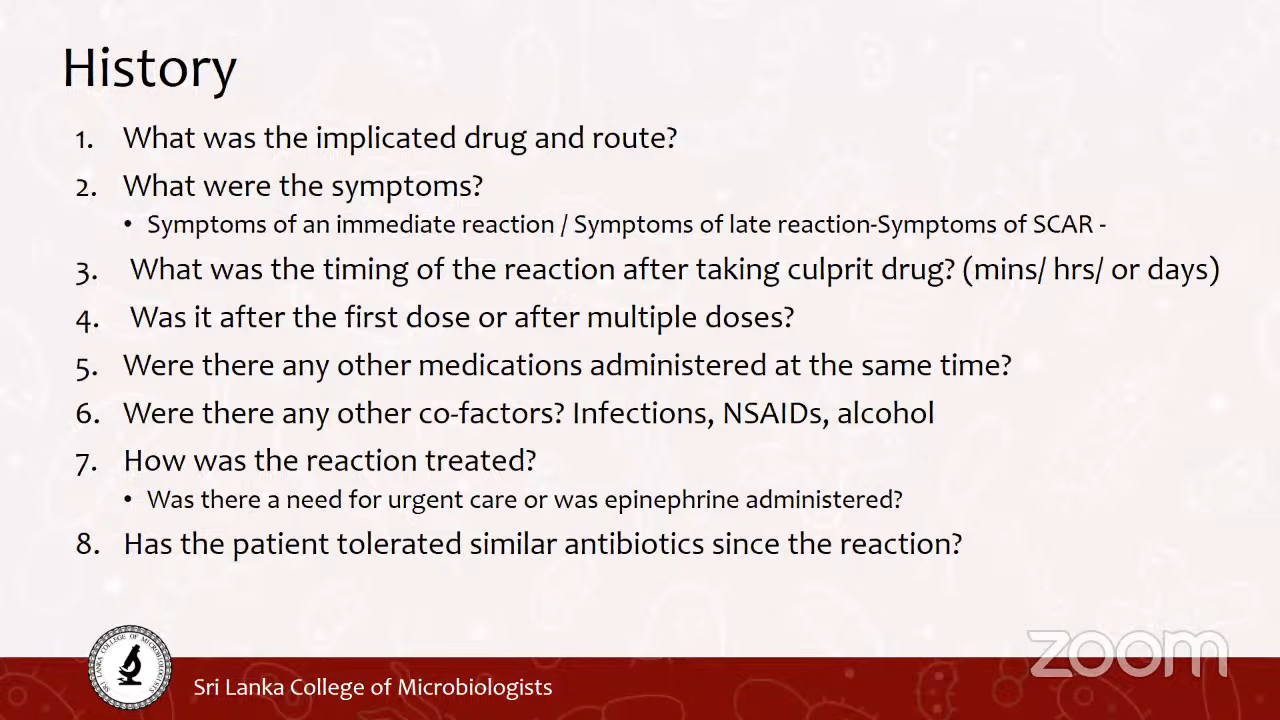 History
1. What was the implicated drug and route?
2. What were the symptoms?
• Symptoms of an immediate reaction / Symptoms of late reaction-Symptoms of SCAR -
3. What was the timing of the reaction after taking culprit drug? (mins/ hrs/ or days)
4. Was it after the first dose or after multiple doses?
5. Were there any other medications administered at the same time?
6. Were there any other co-factors? Infections, NSAIDs, alcohol
7. How was the reaction treated?
• Was there a need for urgent care or was epinephrine administered?
8. Has the patient tolerated similar antibiotics since the reaction?
SRI LANKA COLLEGE OF MICROBIOLOGISTS
Sri Lanka College of Microbiologists
zoom